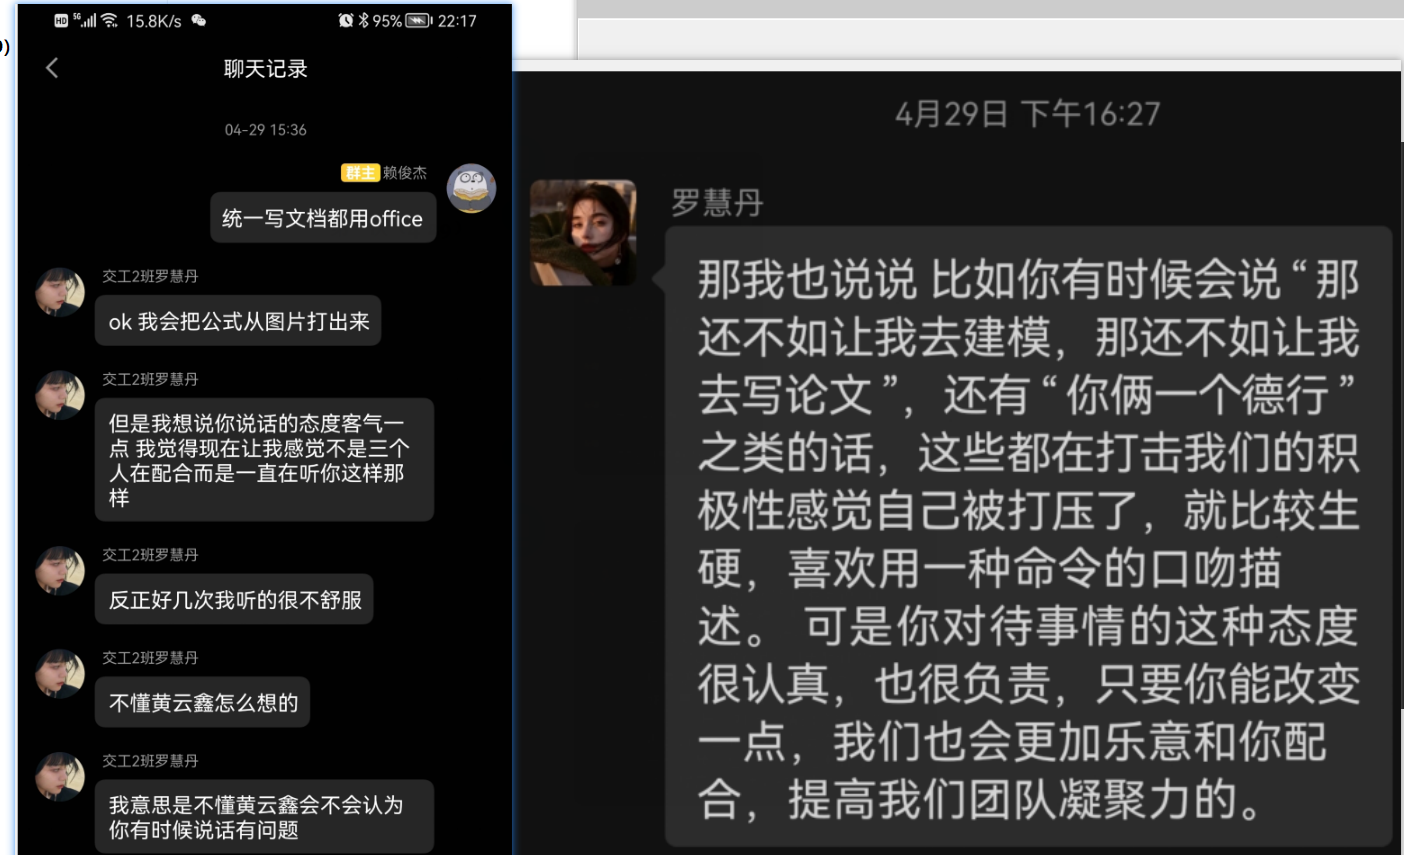 )
HD 5G 15.8K/s 95% 22:17
聊天记录
04-29 15:36
群主 赖俊杰
统一写文档都用office
交工2班罗慧丹
ok 我会把公式从图片打出来
交工2班罗慧丹
但是我想说你说话的态度客气一
点 我觉得现在让我感觉不是三个
人在配合而是一直在听你这样那
样
交工2班罗慧丹
反正好几次我听的很不舒服
交工2班罗慧丹
不懂黄云鑫怎么想的
交工2班罗慧丹
我意思是不懂黄云鑫会不会认为
你有时候说话有问题
4月29日 下午16:27
罗慧丹
那我也说说 比如你有时候会说“那
还不如让我去建模，那还不如让我
去写论文”，还有“你俩一个德行”
之类的话，这些都在打击我们的积
极性感觉自己被打压了，就比较生
硬，喜欢用一种命令的口吻描
述。 可是你对待事情的这种态度
很认真，也很负责，只要你能改变
一点，我们也会更加乐意和你配
合，提高我们团队凝聚力的。